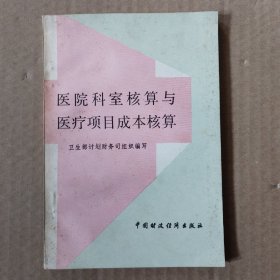 医院科室核算与
医疗项目成本核算
卫生部计划财务司组织编写
中国财政经济出版社